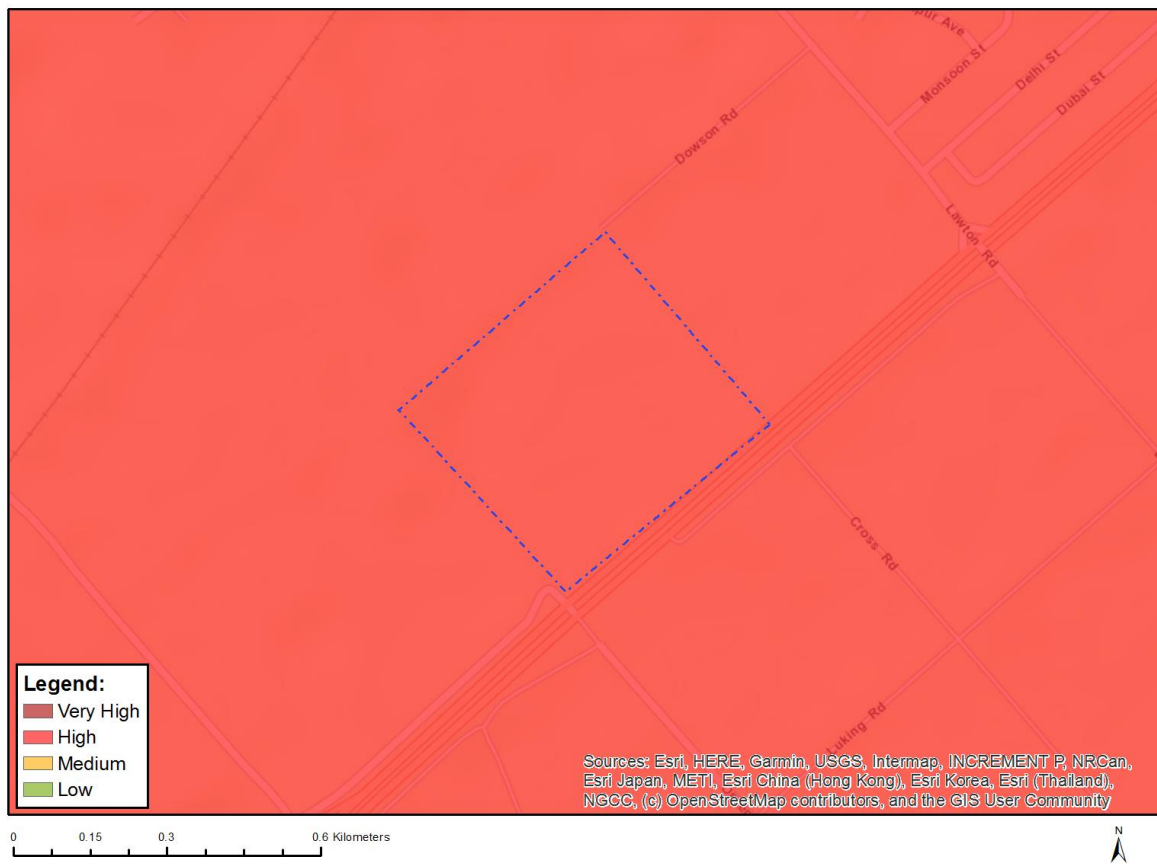 Monsoon St
Delhi St
Dubai St
Dowson Rd
Lawton Rd
Cross Rd
Luking Rd
Legend:
Very High
High
Medium
Low
Sources: Esri, HERE, Garmin, USGS, Intermap, INCREMENT P, NRCan,
Esri Japan, METI, Esri China (Hong Kong), Esri Korea, Esri (Thailand),
NGCC, (c) OpenStreetMap contributors, and the GIS User Community
0 0.15 0.3 0.6 Kilometers
N